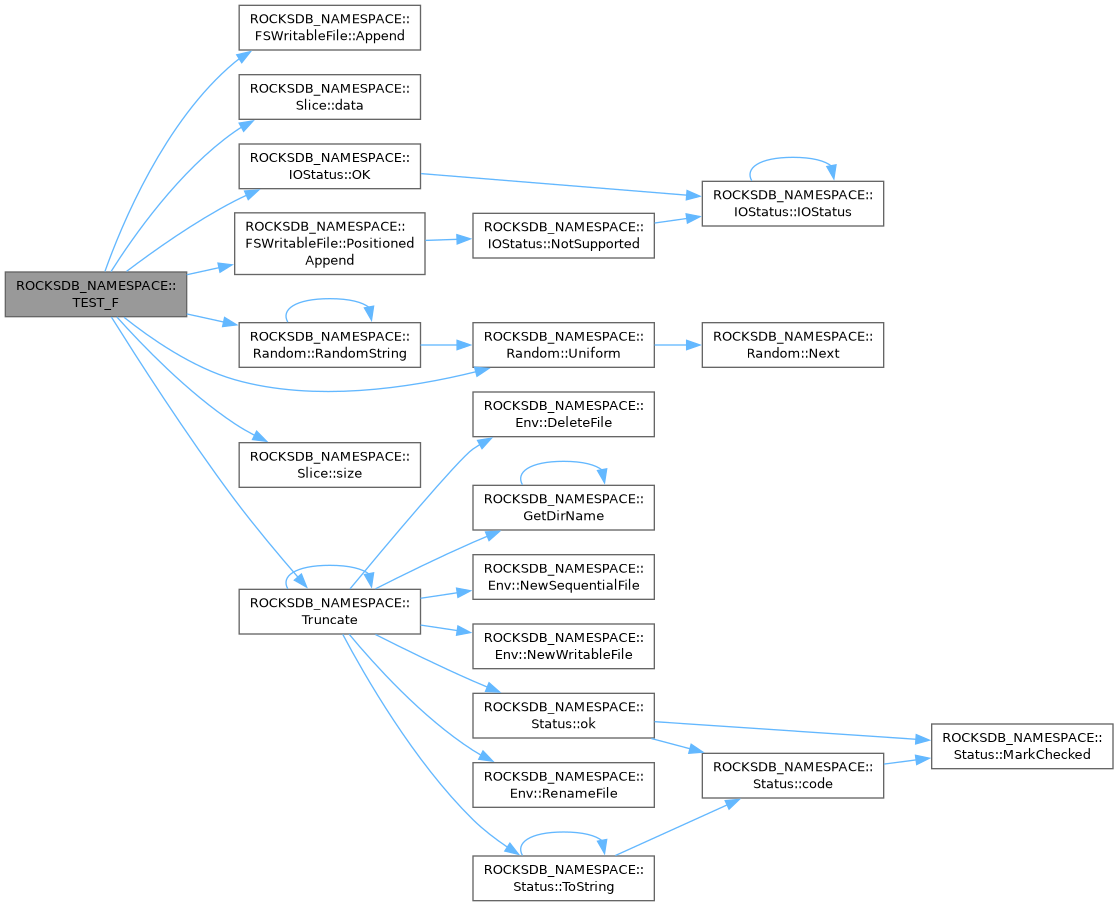 ROCKSDB_NAMESPACE::
FSWritableFile::Append
ROCKSDB_NAMESPACE::
Slice::data
ROCKSDB_NAMESPACE::
IOStatus::OK
ROCKSDB_NAMESPACE::
IOStatus::IOStatus
ROCKSDB_NAMESPACE::
FSWritableFile::Positioned
Append
ROCKSDB_NAMESPACE::
IOStatus::NotSupported
ROCKSDB_NAMESPACE::
TEST_F
ROCKSDB_NAMESPACE::
Random::RandomString
ROCKSDB_NAMESPACE::
Random::Uniform
ROCKSDB_NAMESPACE::
Random::Next
ROCKSDB_NAMESPACE::
Env::DeleteFile
ROCKSDB_NAMESPACE::
Slice::size
ROCKSDB_NAMESPACE::
GetDirName
ROCKSDB_NAMESPACE::
Env::NewSequentialFile
ROCKSDB_NAMESPACE::
Truncate
ROCKSDB_NAMESPACE::
Env::NewWritableFile
ROCKSDB_NAMESPACE::
Status::ok
ROCKSDB_NAMESPACE::
Status::MarkChecked
ROCKSDB_NAMESPACE::
Status::code
ROCKSDB_NAMESPACE::
Env::RenameFile
ROCKSDB_NAMESPACE::
Status::ToString